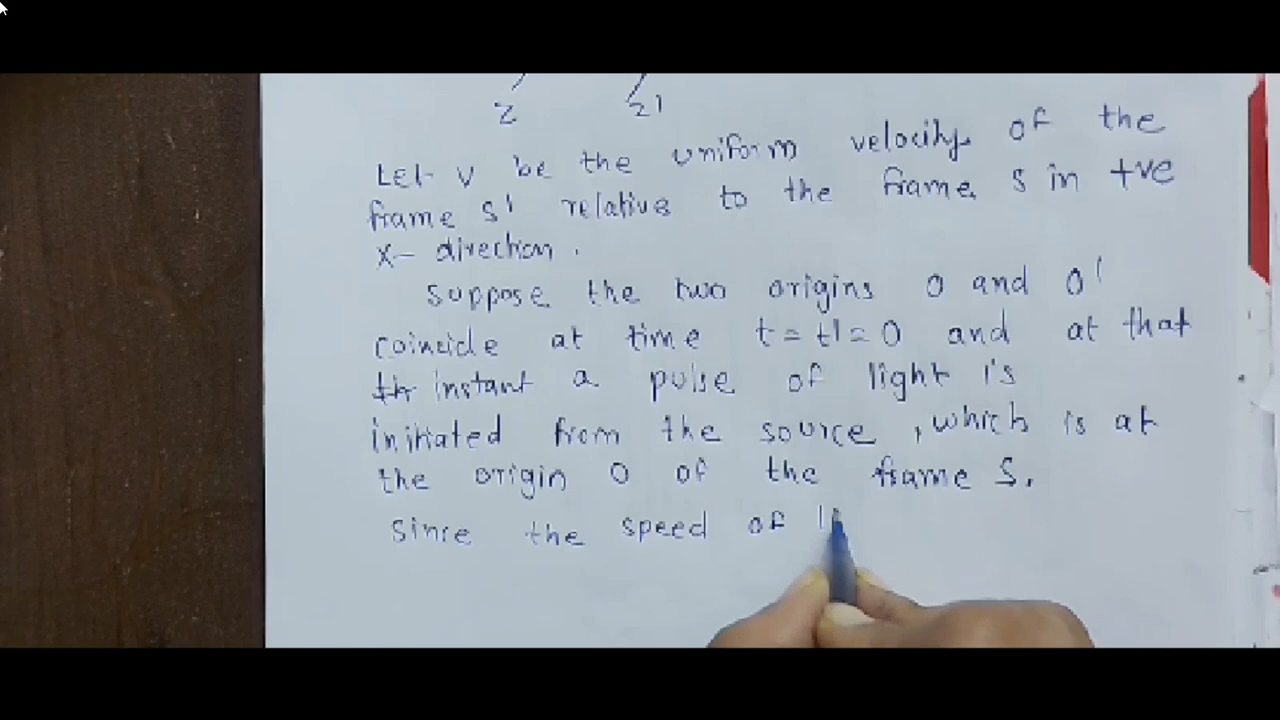 z z'
Let v be the uniform velocity of the
frame s' relative to the frame s in +ve
x- direction.
Suppose the two origins O and O'
coincide at time t = t' = 0 and at that
instant a pulse of light is
initiated from the source, which is at
the origin O of the frame S.
Since the speed of